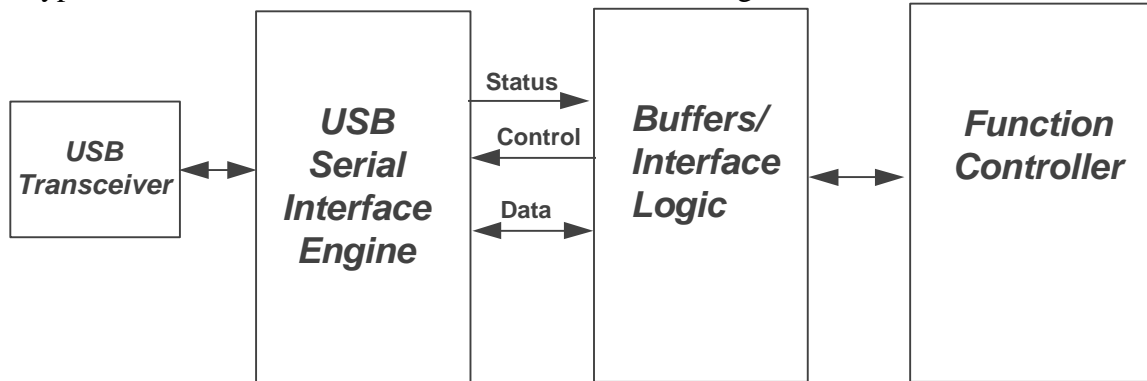 USB
Transceiver
USB
Serial
Interface
Engine
Status
Control
Data
Buffers/
Interface
Logic
Function
Controller